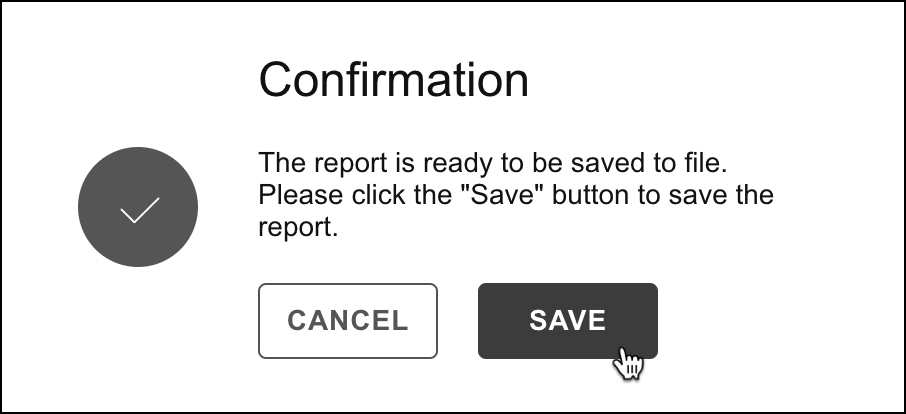 Confirmation
The report is ready to be saved to file.
Please click the "Save" button to save the
report.
CANCEL
SAVE